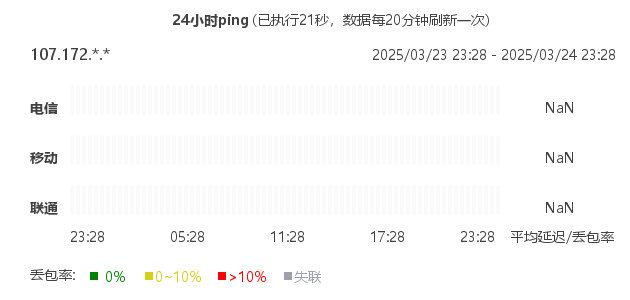 24小时ping (已执行21秒，数据每20分钟刷新一次)
107.172.*.* 2025/03/23 23:28 - 2025/03/24 23:28
电信 NaN
移动 NaN
联通 NaN
23:28 05:28 11:28 17:28 23:28 平均延迟/丢包率
丢包率: 0% 0~10% >10% 失联